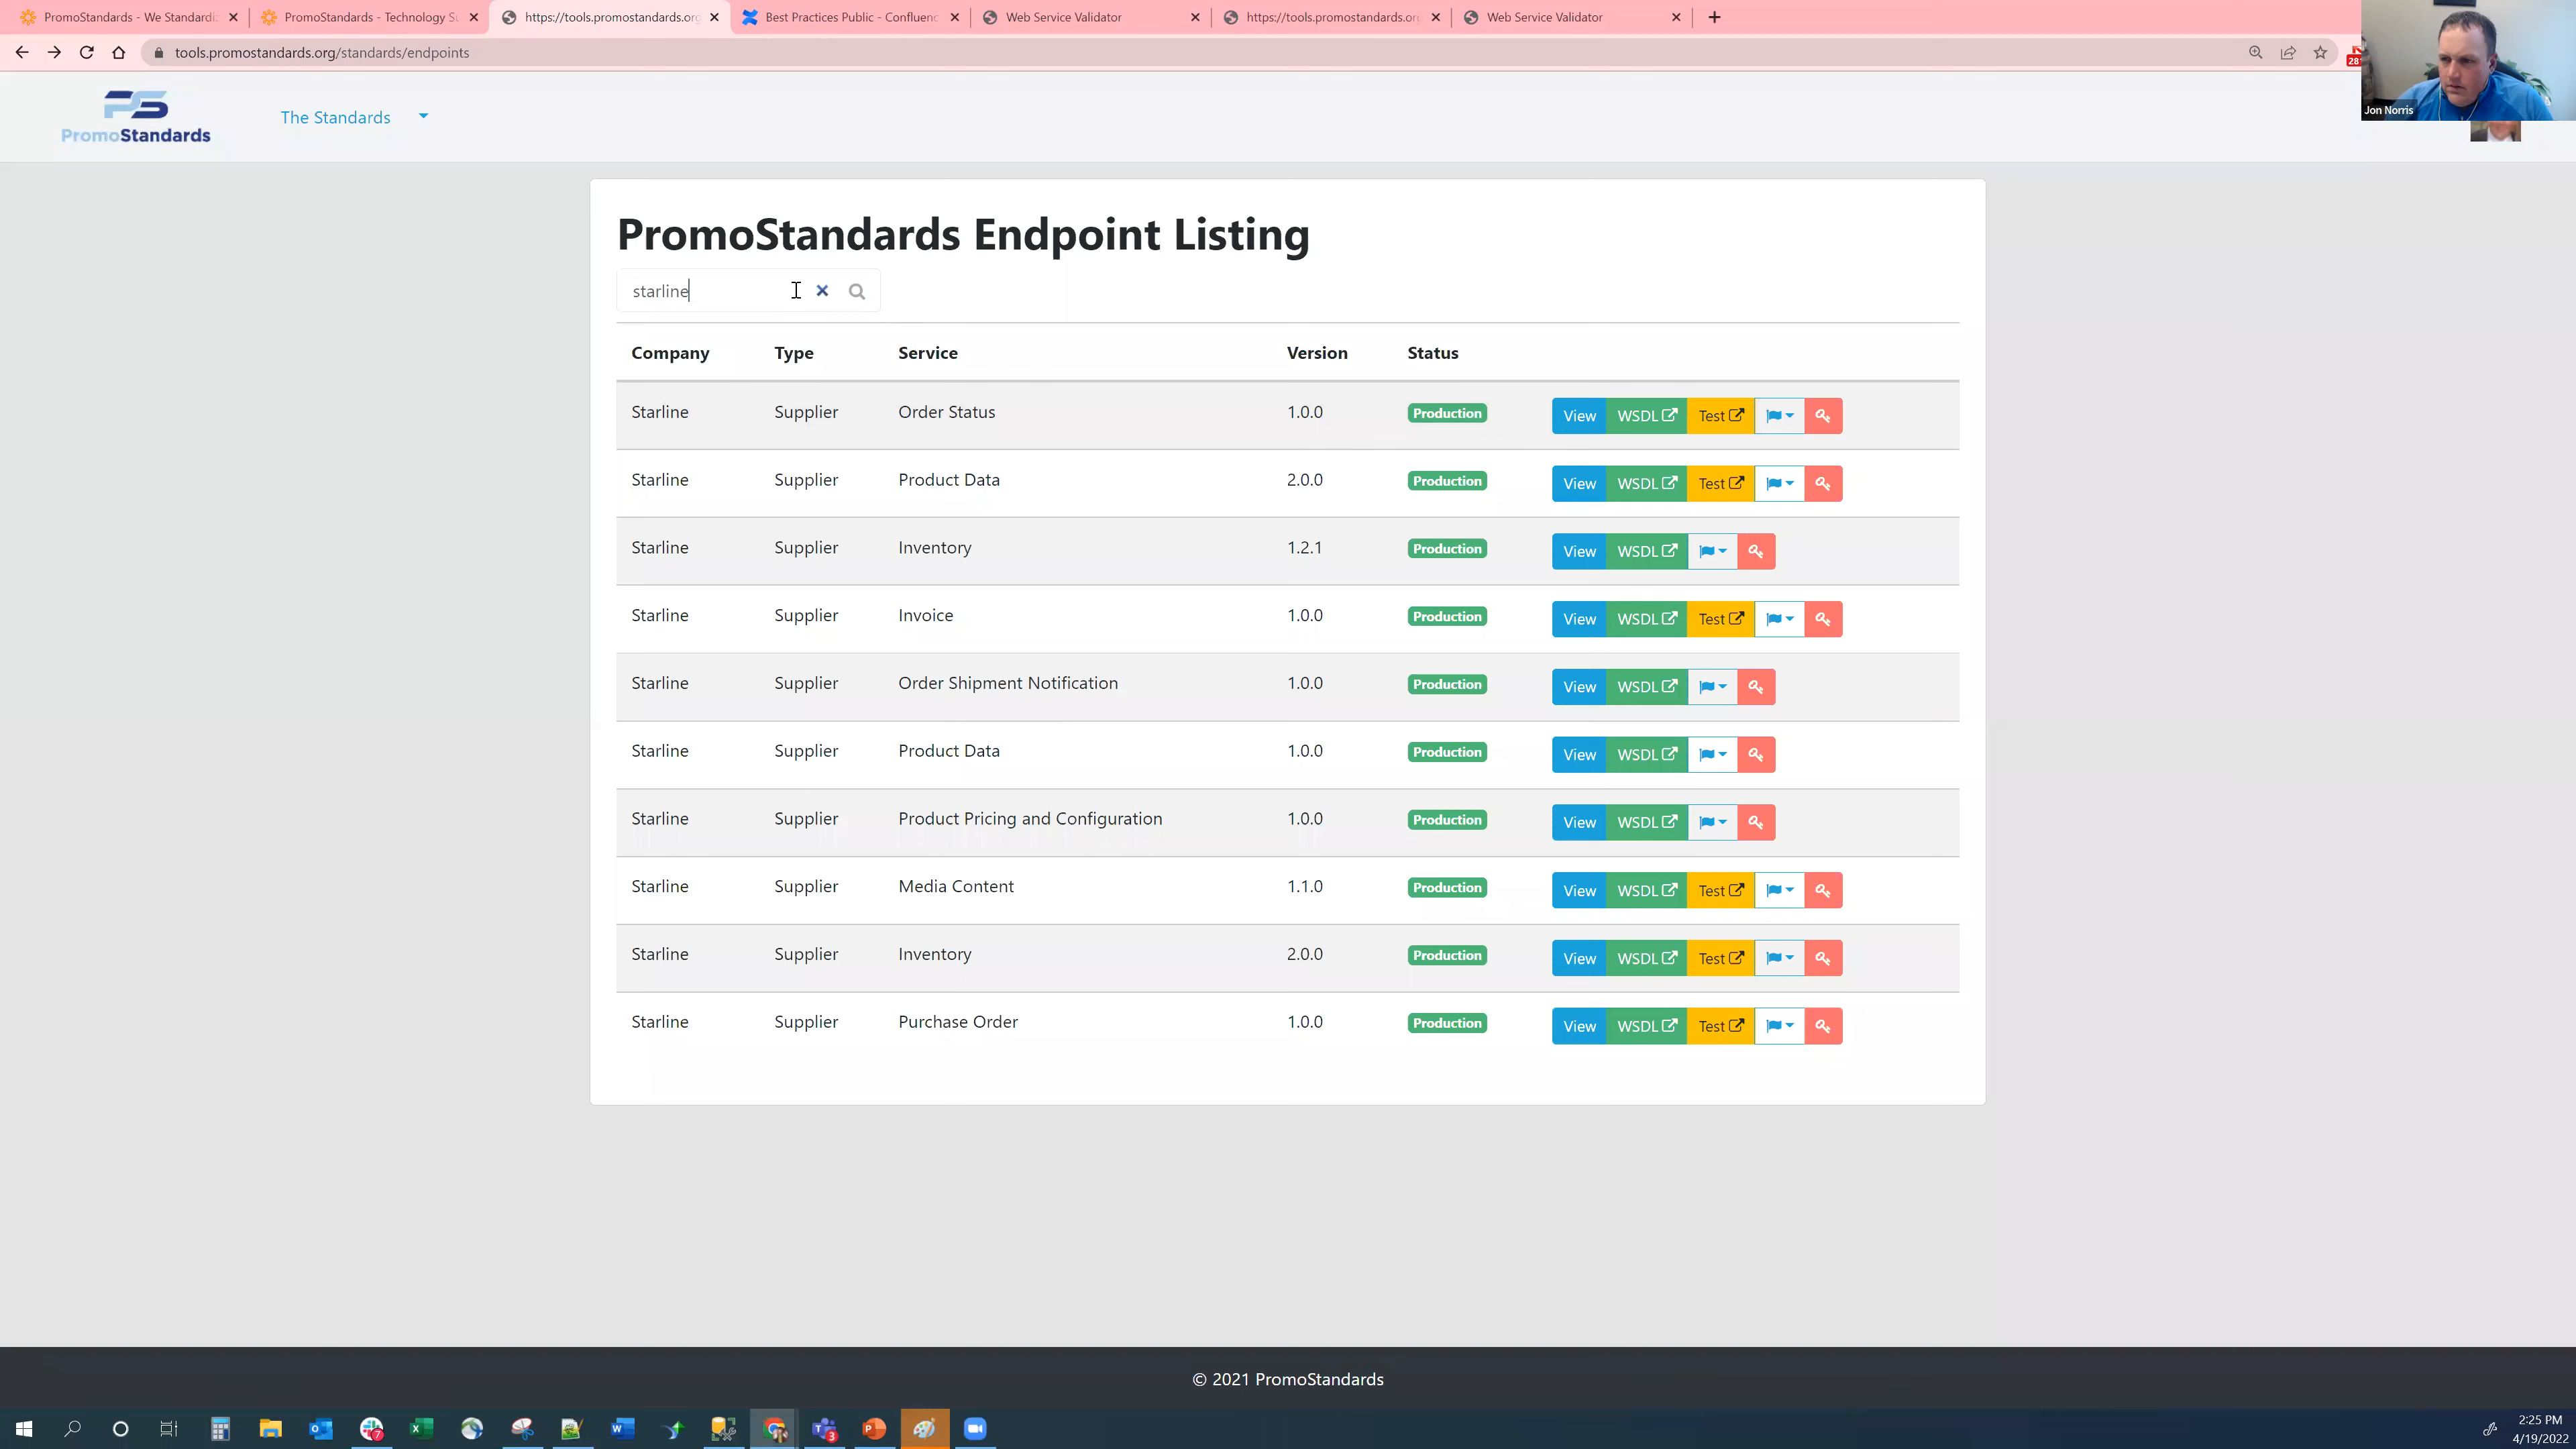 PromoStandards - We Standardi
PromoStandards - Technology Su
https://tools.promostandards.org
Best Practices Public - Confluenc
Web Service Validator
https://tools.promostandards.org
Web Service Validator
tools.promostandards.org/standards/endpoints
281
Jon Norris
PS
PromoStandards
The Standards
PromoStandards Endpoint Listing
starline
Company Type Service Version Status
Starline Supplier Order Status 1.0.0 Production View WSDL Test
Starline Supplier Product Data 2.0.0 Production View WSDL Test
Starline Supplier Inventory 1.2.1 Production View WSDL
Starline Supplier Invoice 1.0.0 Production View WSDL Test
Starline Supplier Order Shipment Notification 1.0.0 Production View WSDL
Starline Supplier Product Data 1.0.0 Production View WSDL
Starline Supplier Product Pricing and Configuration 1.0.0 Production View WSDL
Starline Supplier Media Content 1.1.0 Production View WSDL Test
Starline Supplier Inventory 2.0.0 Production View WSDL Test
Starline Supplier Purchase Order 1.0.0 Production View WSDL Test
© 2021 PromoStandards
2:25 PM
4/19/2022